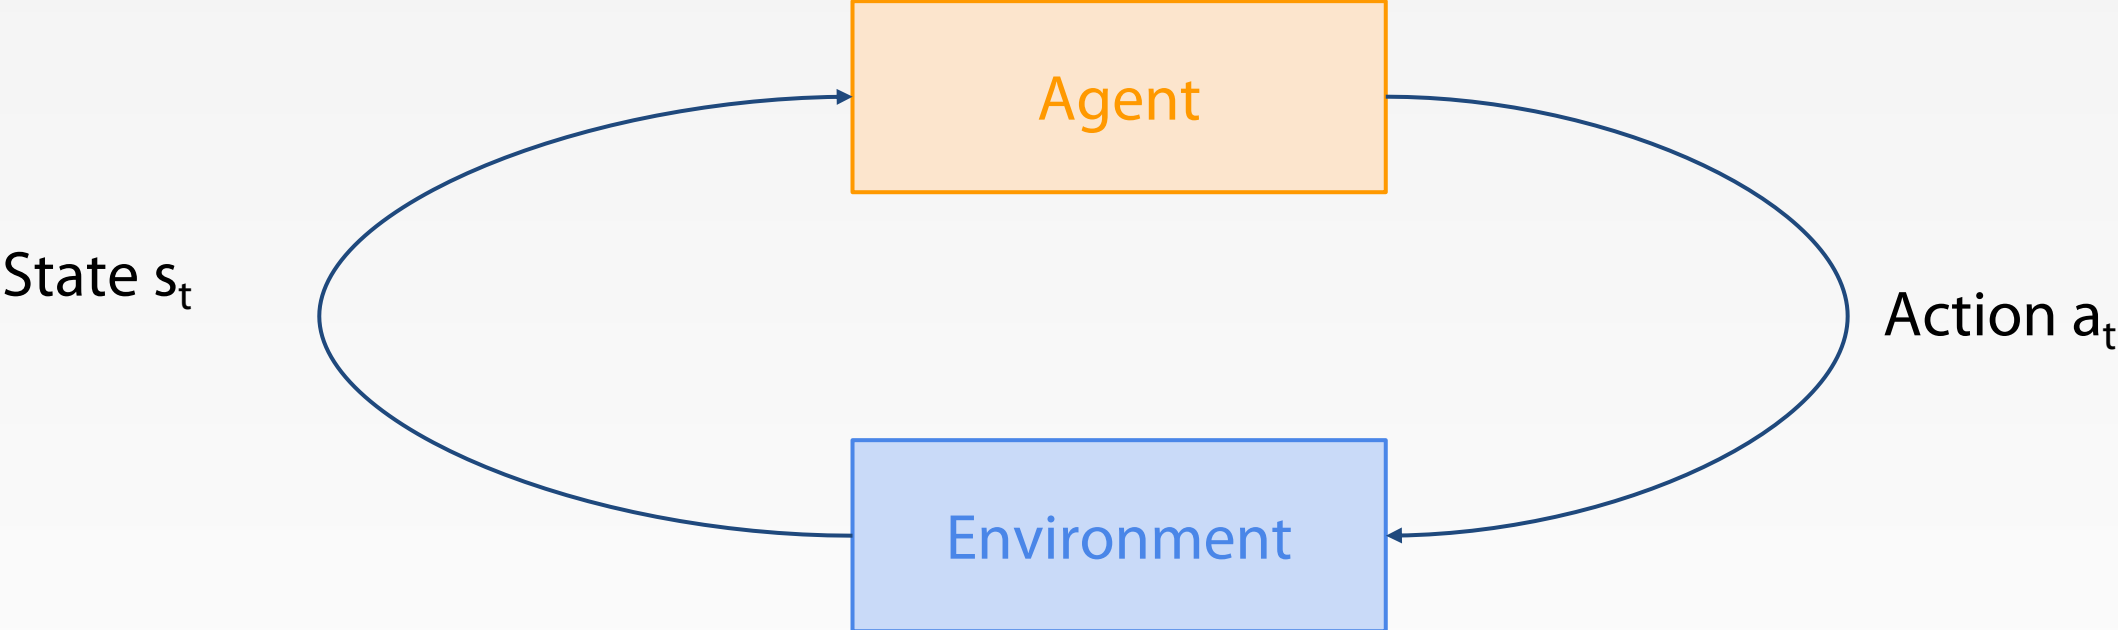 Agent
State sₜ
Action aₜ
Environment